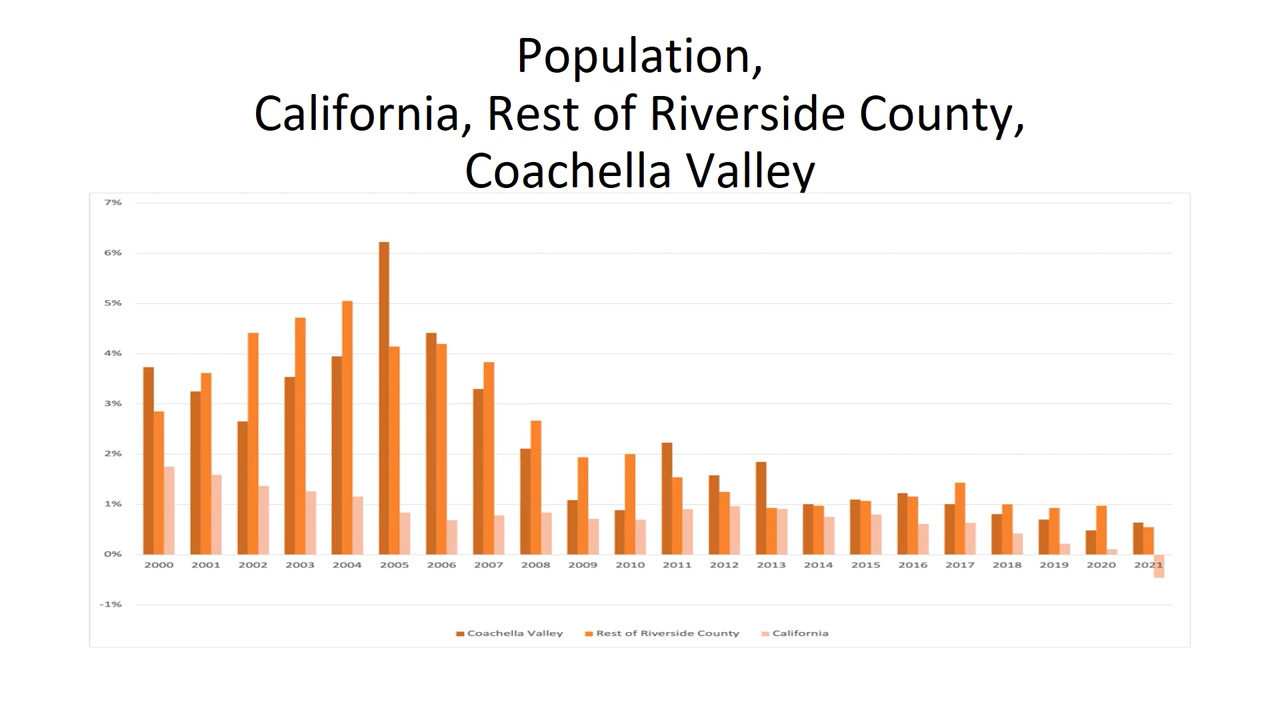 Population,
California, Rest of Riverside County,
Coachella Valley
7%
6%
5%
4%
3%
2%
1%
0%
2000 2001 2002 2003 2004 2005 2006 2007 2008 2009 2010 2011 2012 2013 2014 2015 2016 2017 2018 2019 2020 2021
-1%
Coachella Valley Rest of Riverside County California